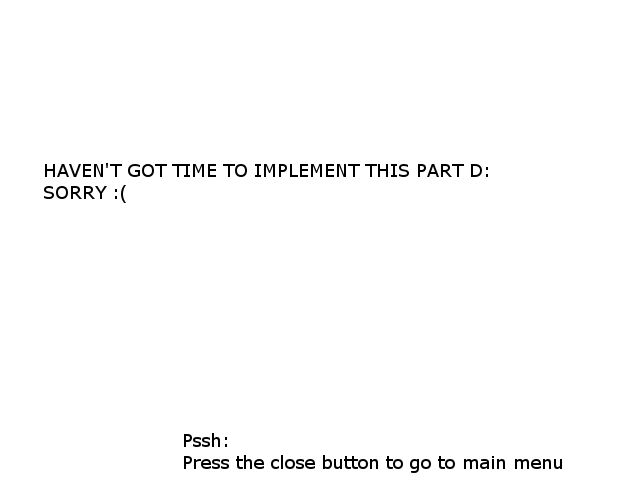 HAVEN'T GOT TIME TO IMPLEMENT THIS PART D:
SORRY :(
Pssh:
Press the close button to go to main menu